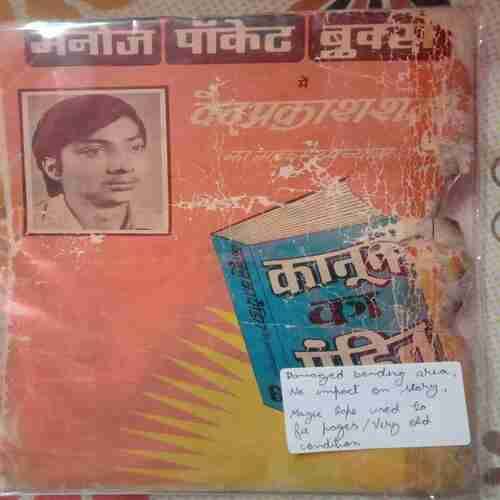 मनोज पॉकेट बुक्स
में
वेदप्रकाश शर्मा
कानून
का
पंडित
Damaged bending area,
No impact on story,
Magic tape used to
fix pages / Very old
condition